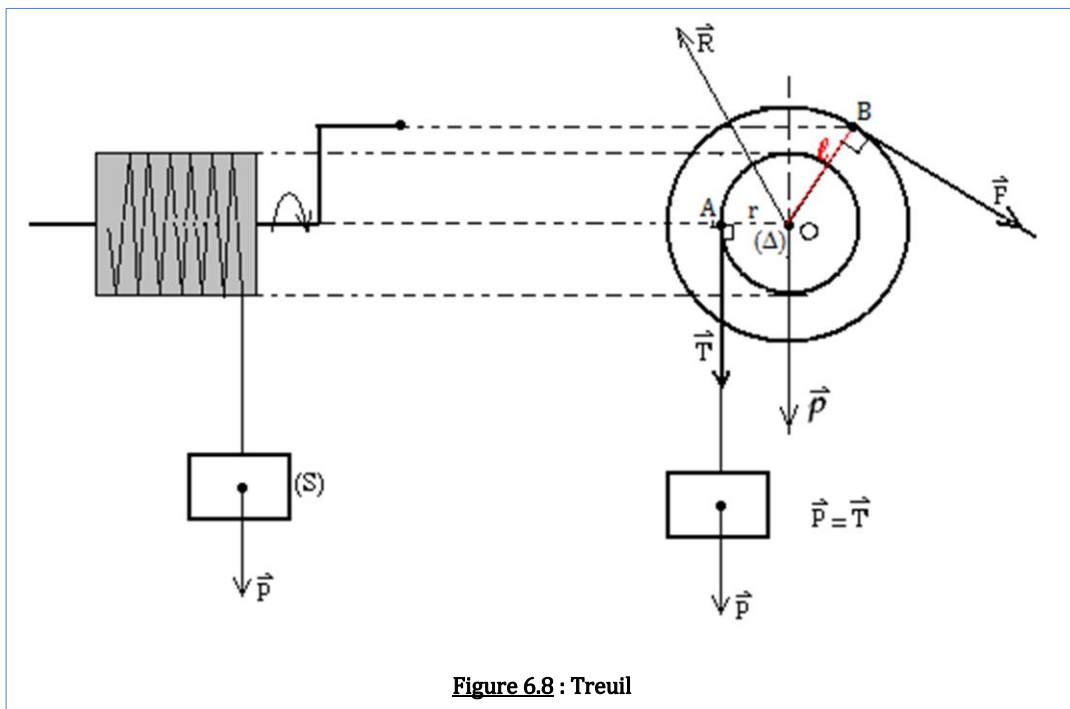 R
B
ℓ
F
A
r
(Δ)
O
T
p
(S)
P = T
P
P
Figure 6.8 : Treuil